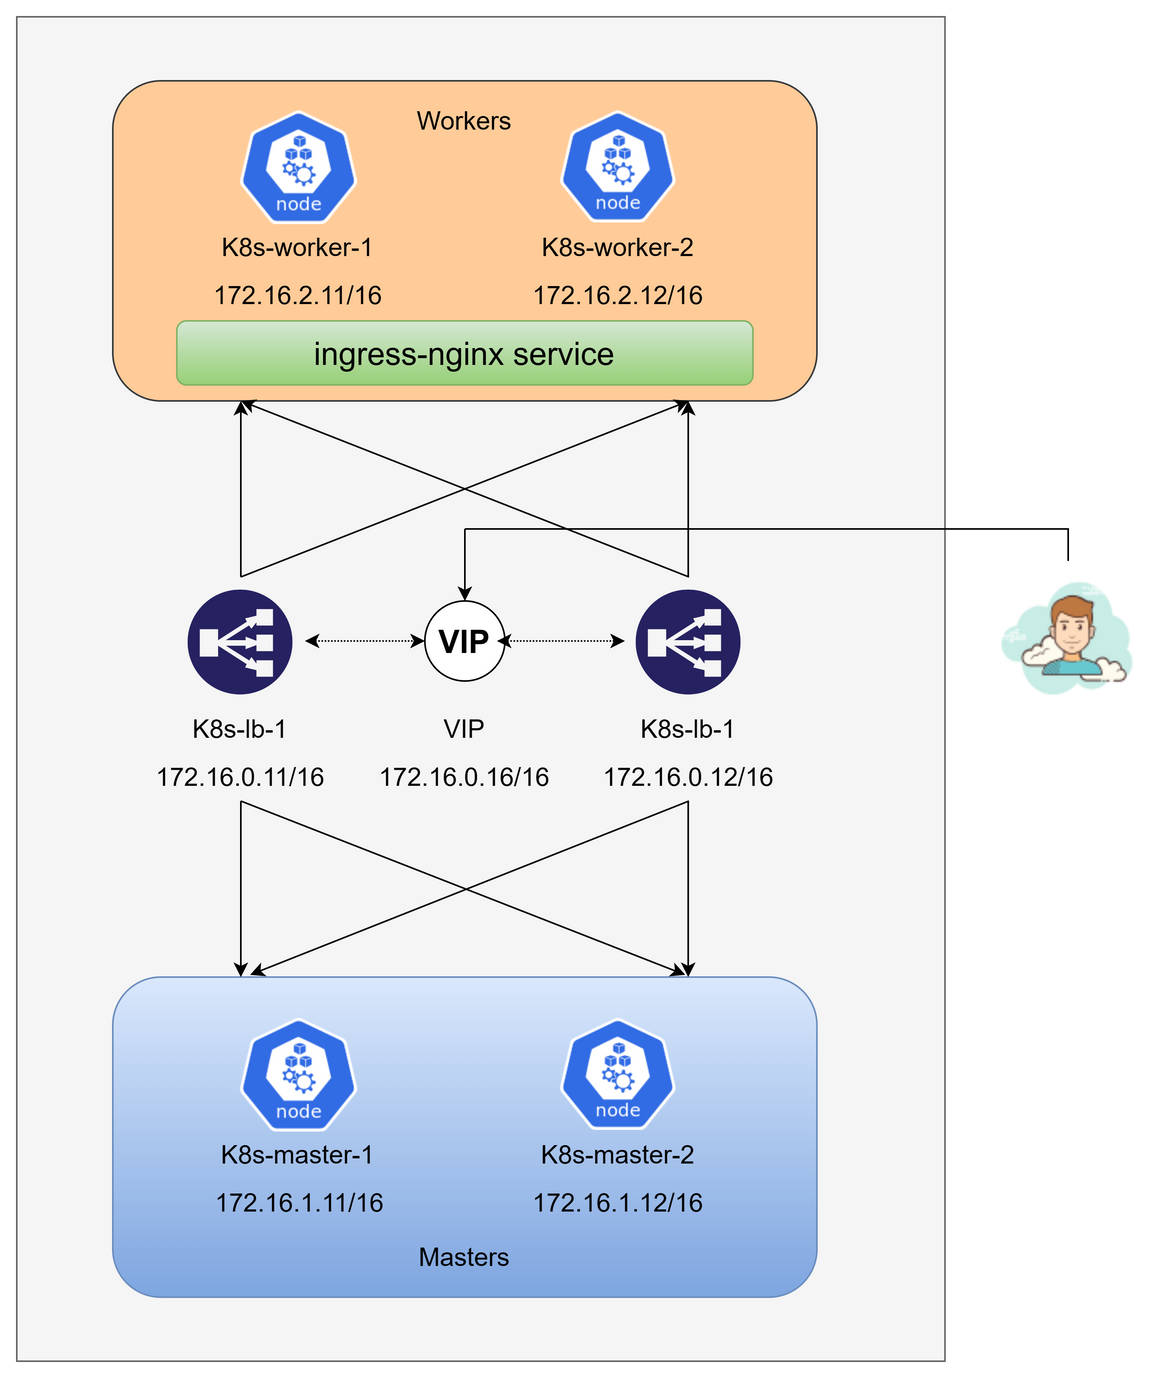 Workers
node
node
K8s-worker-1
K8s-worker-2
172.16.2.11/16
172.16.2.12/16
ingress-nginx service
VIP
K8s-lb-1
VIP
K8s-lb-1
172.16.0.11/16
172.16.0.16/16
172.16.0.12/16
node
node
K8s-master-1
K8s-master-2
172.16.1.11/16
172.16.1.12/16
Masters